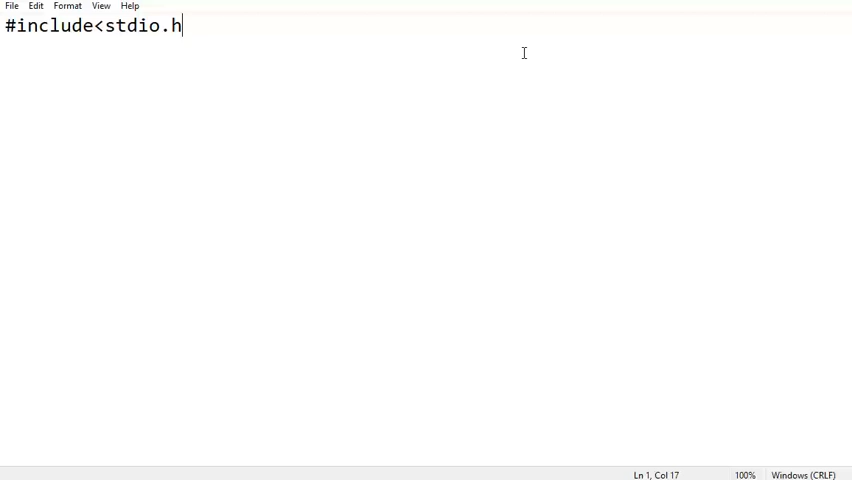 File Edit Format View Help
#include<stdio.h
Ln 1, Col 17 100% Windows (CRLF)